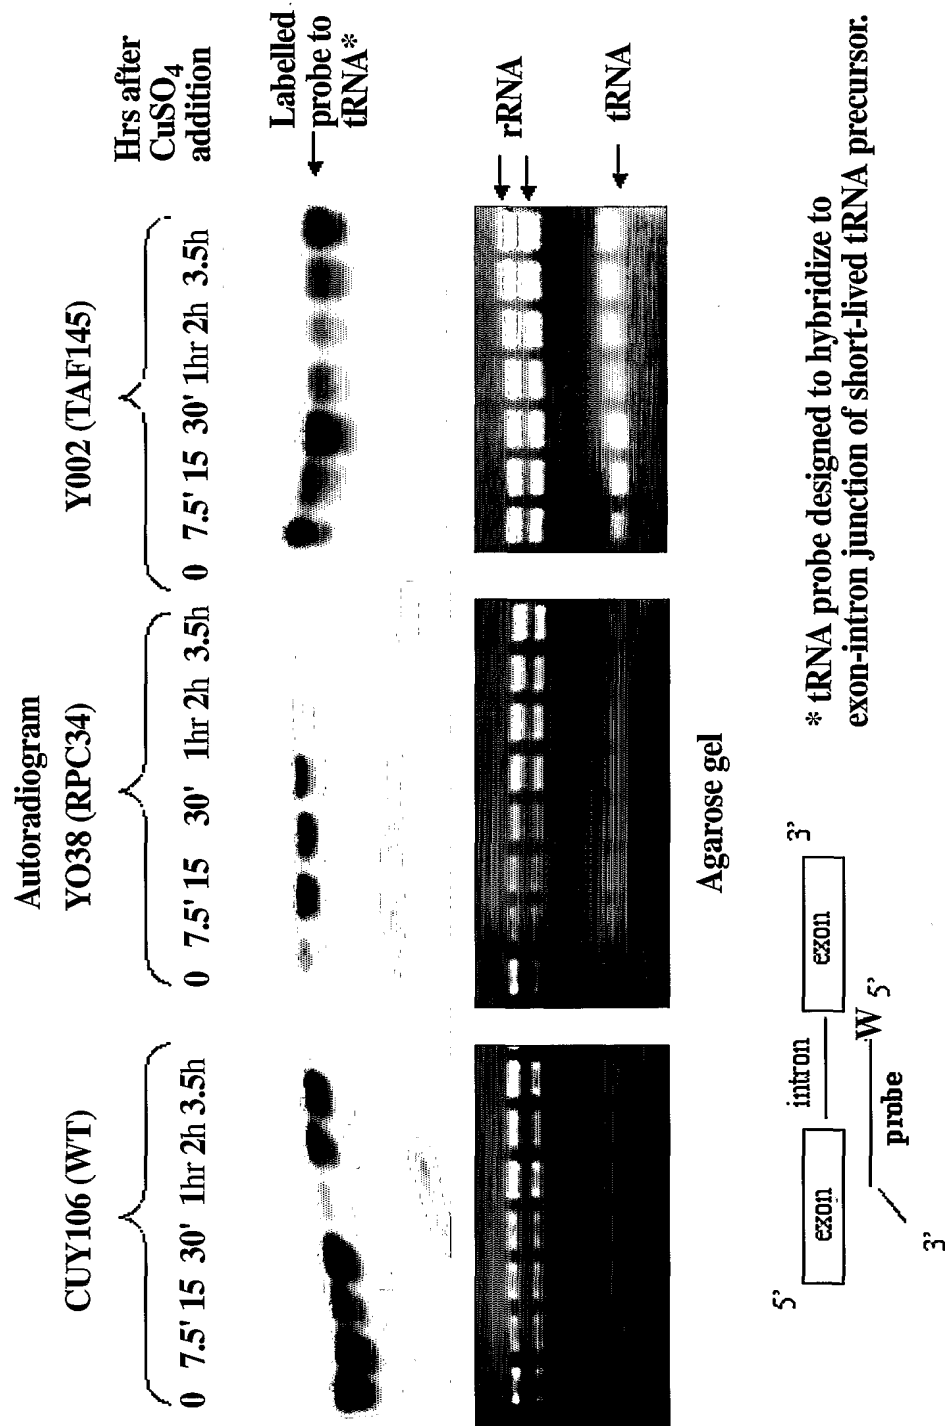 Autoradiogram
CUY106 (WT)
YO38 (RPC34)
Y002 (TAF145)
0 7.5' 15 30' 1hr 2h 3.5h
0 7.5' 15 30' 1hr 2h 3.5h
0 7.5' 15 30' 1hr 2h 3.5h
Hrs after
CuSO4
addition
Labelled
probe to
tRNA*
rRNA
tRNA
Agarose gel
5'
exon
intron
exon
3'
W 5'
probe
3'
* tRNA probe designed to hybridize to
exon-intron junction of short-lived tRNA precursor.